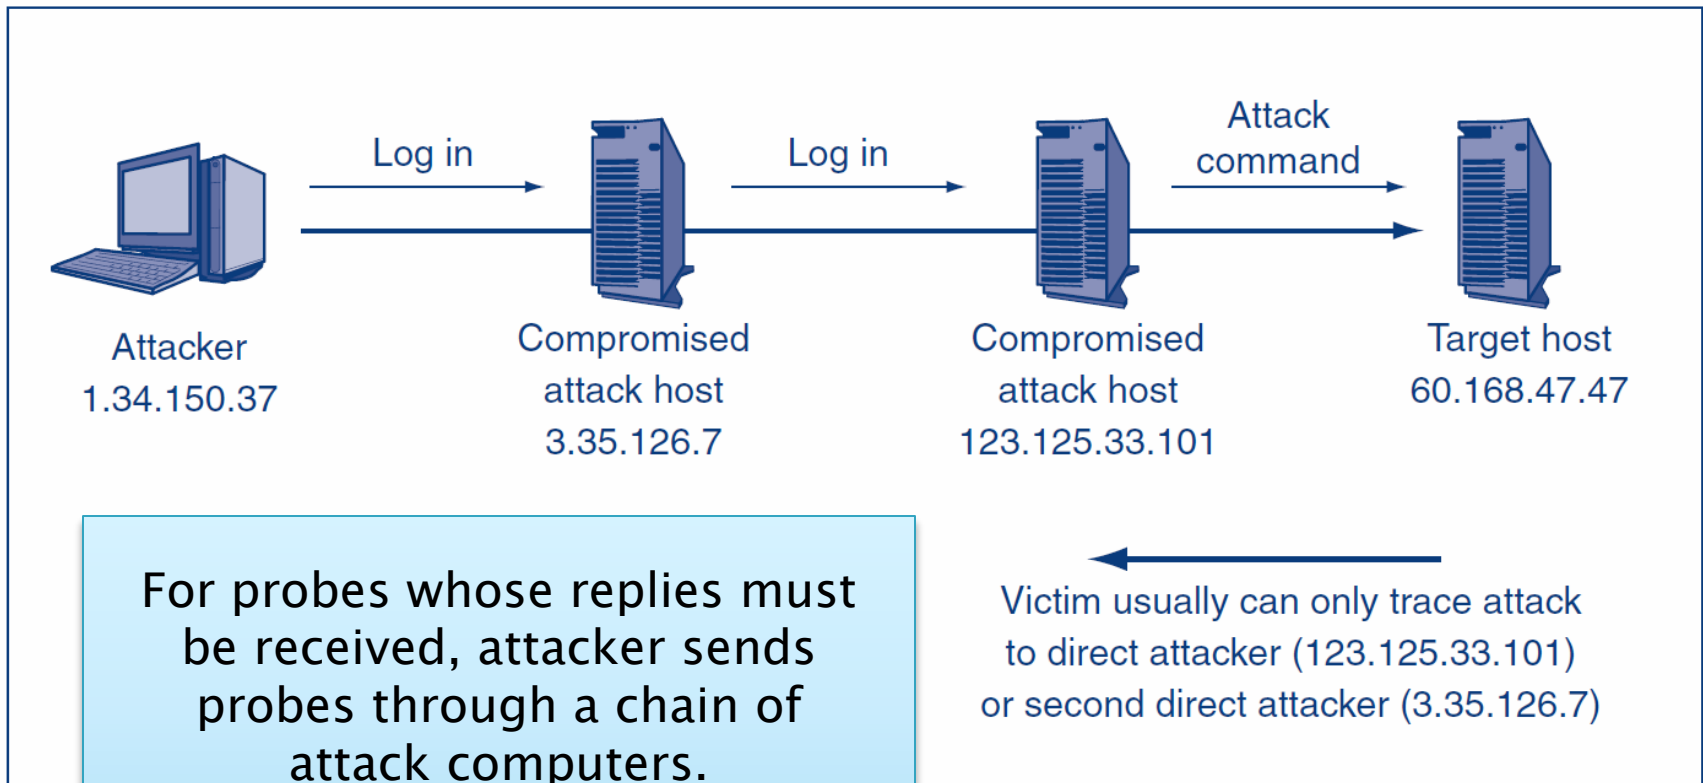 Log in
Log in
Attack
command
Attacker
1.34.150.37
Compromised
attack host
3.35.126.7
Compromised
attack host
123.125.33.101
Target host
60.168.47.47
For probes whose replies must
be received, attacker sends
probes through a chain of
attack computers.
Victim usually can only trace attack
to direct attacker (123.125.33.101)
or second direct attacker (3.35.126.7)